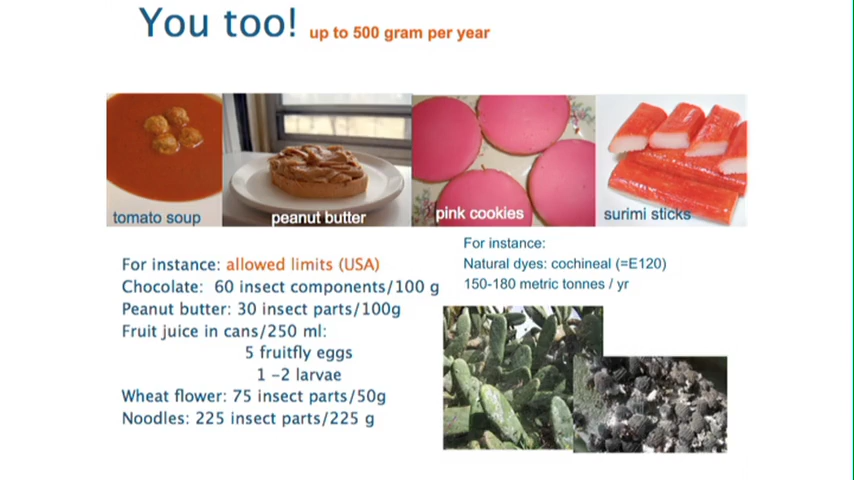 You too! up to 500 gram per year
tomato soup
peanut butter
pink cookies
surimi sticks
For instance: allowed limits (USA)
Chocolate: 60 insect components/100 g
Peanut butter: 30 insect parts/100g
Fruit juice in cans/250 ml:
5 fruitfly eggs
1 –2 larvae
Wheat flower: 75 insect parts/50g
Noodles: 225 insect parts/225 g
For instance:
Natural dyes: cochineal (=E120)
150-180 metric tonnes / yr